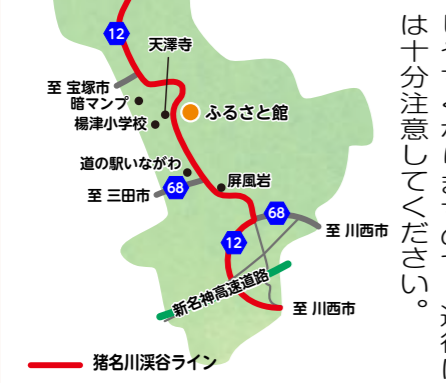 は十分注意してください。
12
天澤寺
至 宝塚市
暗マンプ
ふるさと館
楊津小学校
道の駅いながわ
屏風岩
68
至 三田市
68
至 川西市
12
新名神高速道路
至 川西市
猪名川渓谷ライン